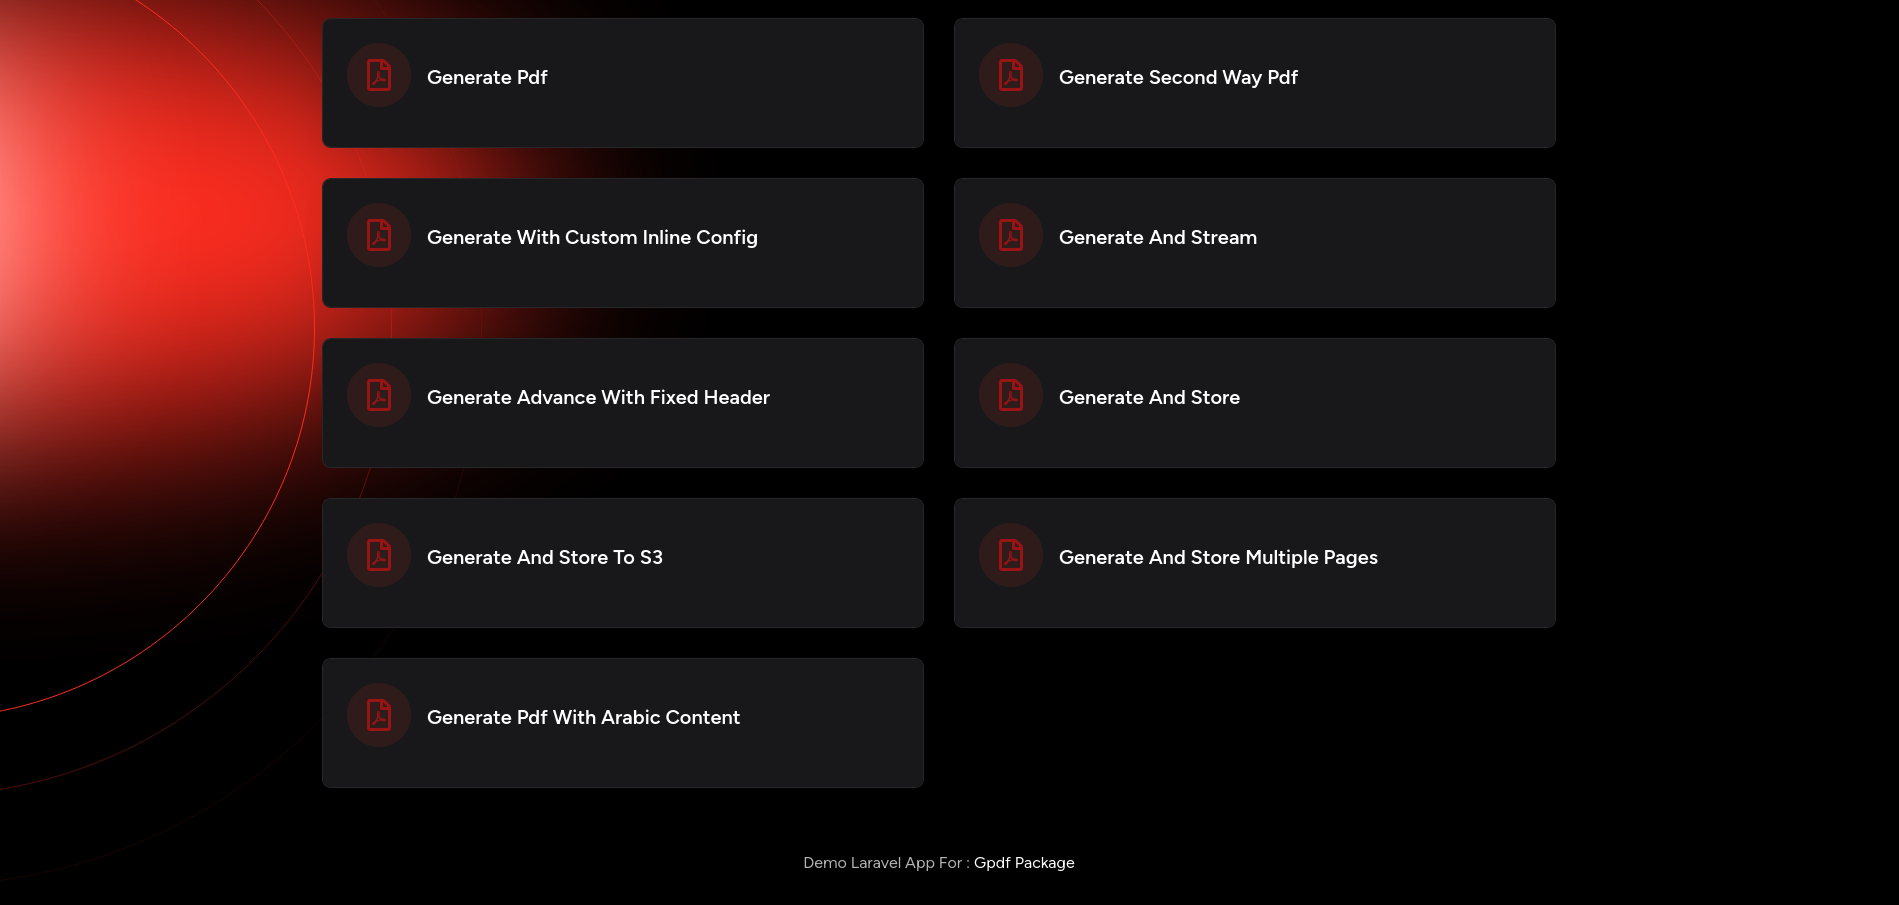 Generate Pdf
Generate Second Way Pdf
Generate With Custom Inline Config
Generate And Stream
Generate Advance With Fixed Header
Generate And Store
Generate And Store To S3
Generate And Store Multiple Pages
Generate Pdf With Arabic Content
Demo Laravel App For : Gpdf Package